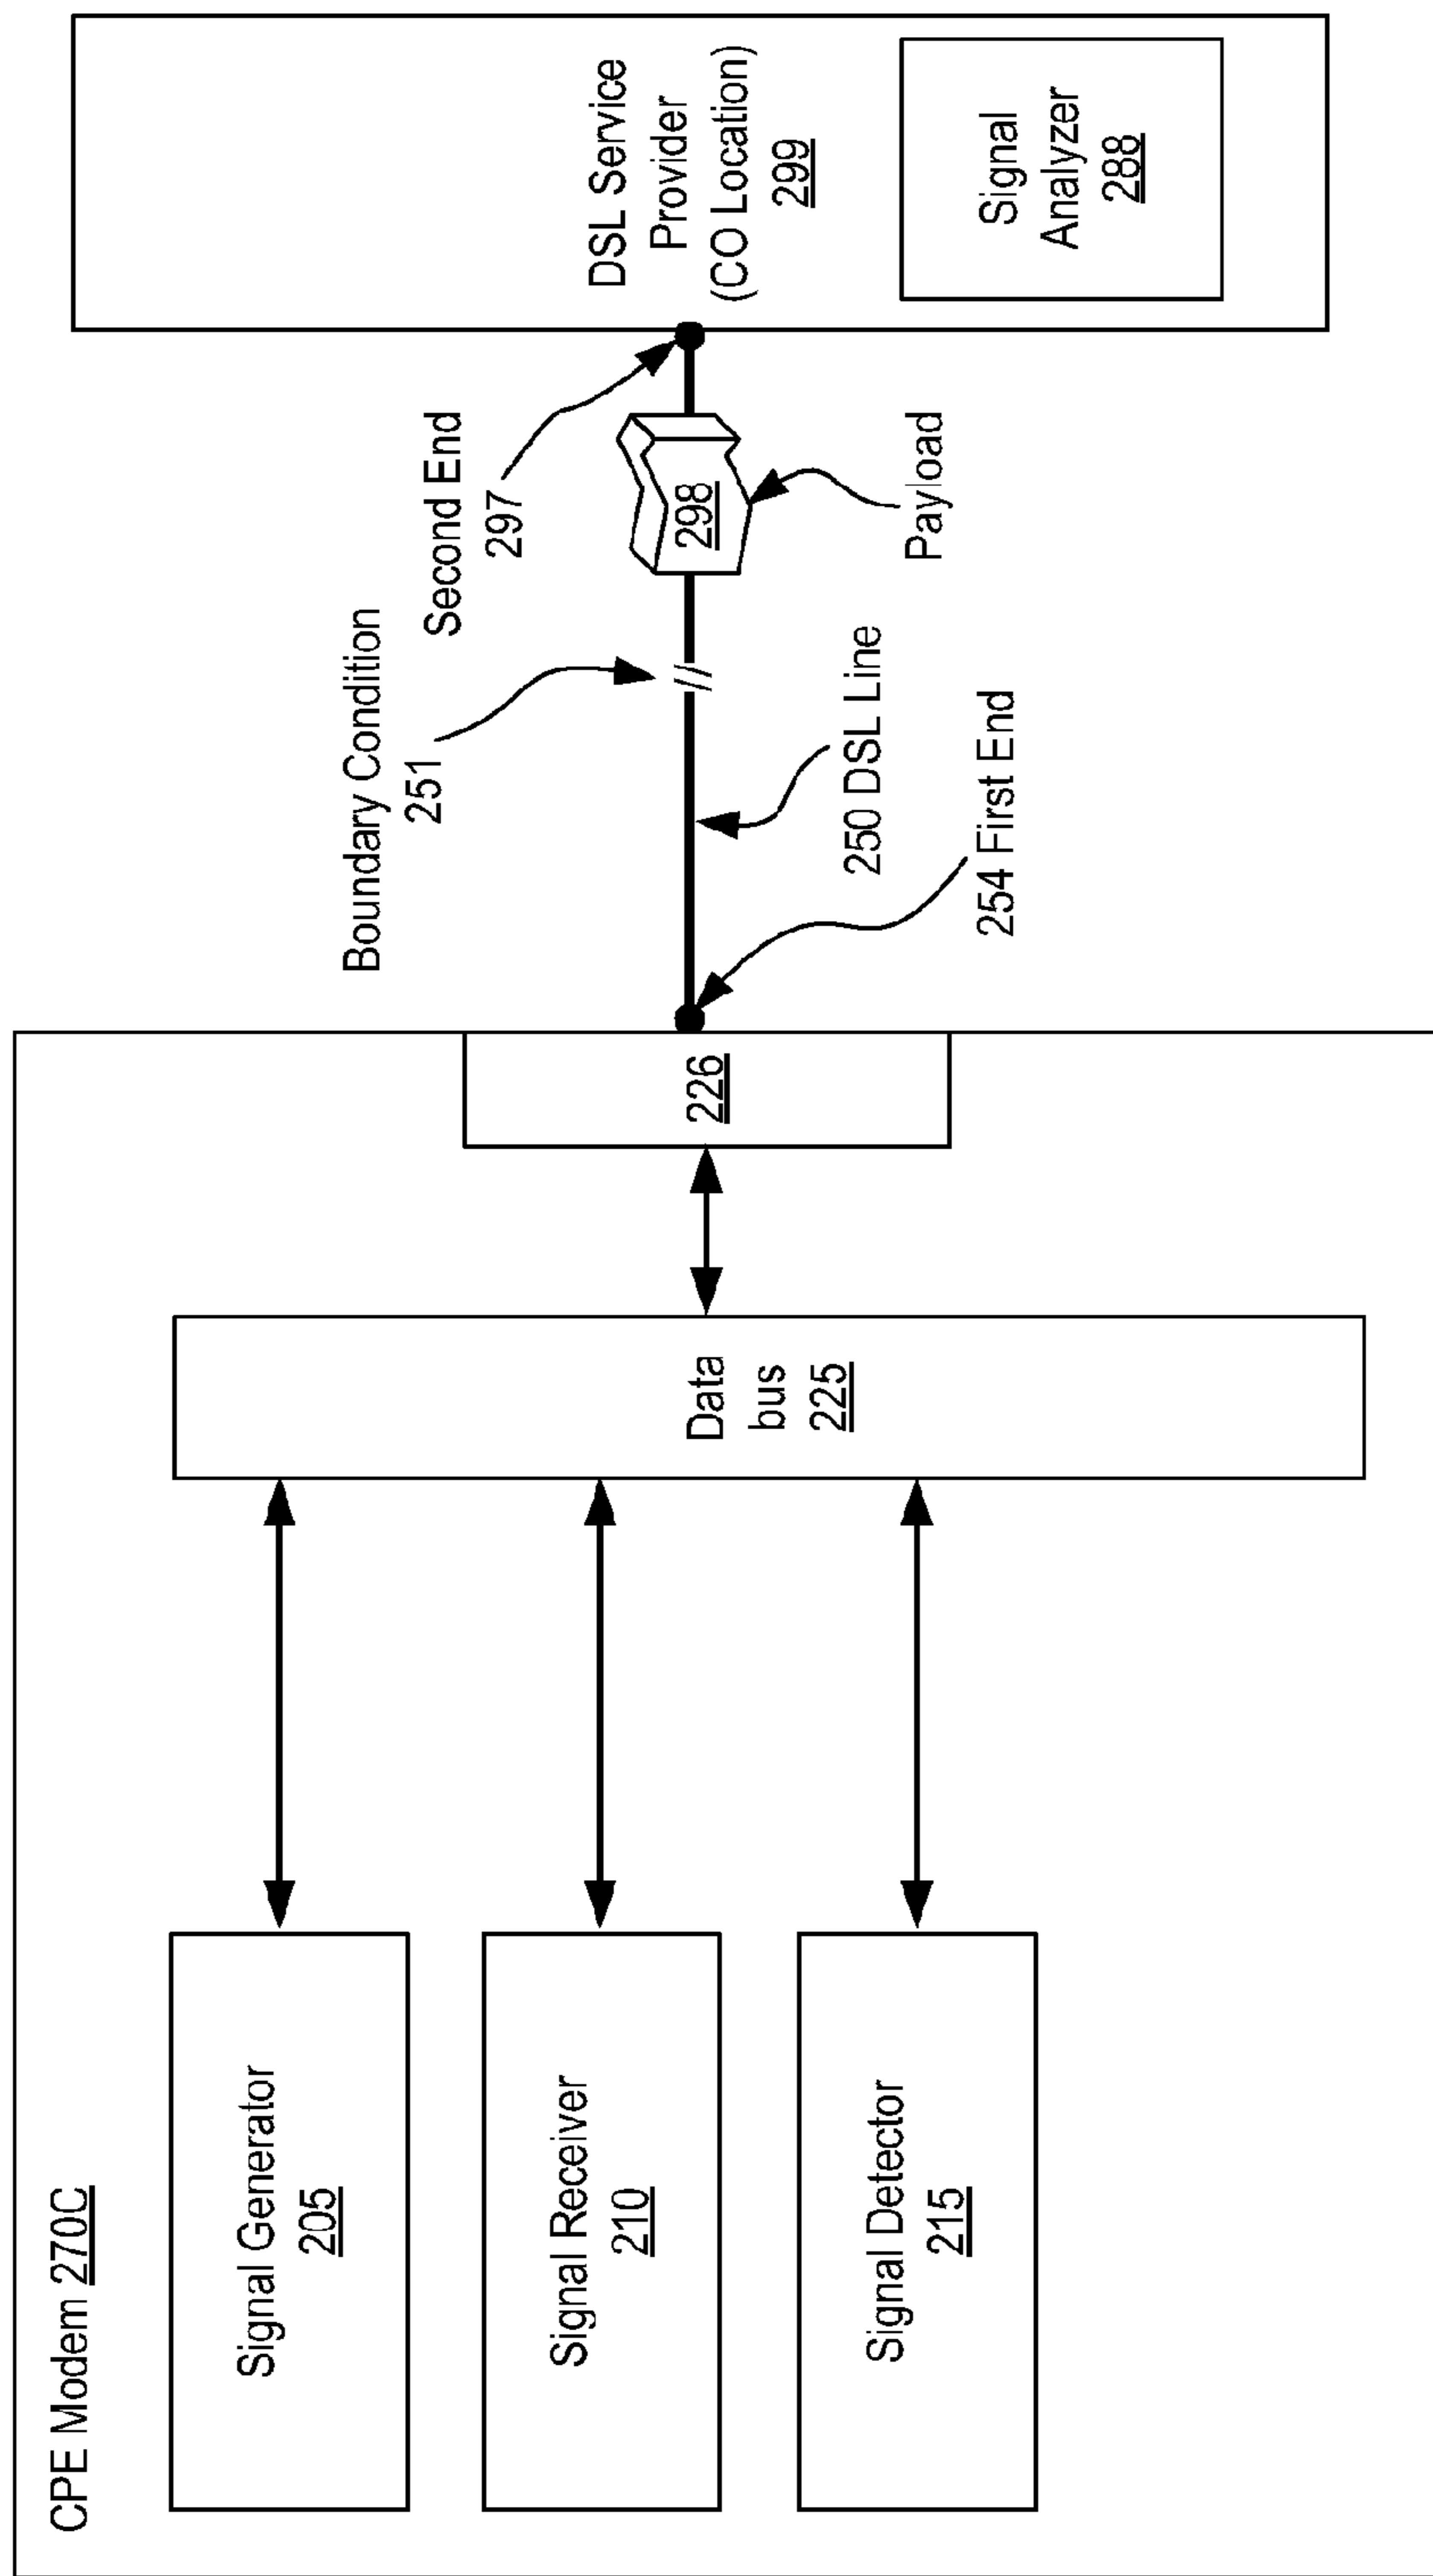 CPE Modem 270C
Signal Generator
205
Signal Receiver
210
Signal Detector
215
Data
bus
225
226
Boundary Condition
251
Second End
297
298
Payload
250 DSL Line
254 First End
DSL Service
Provider
(CO Location)
299
Signal
Analyzer
288